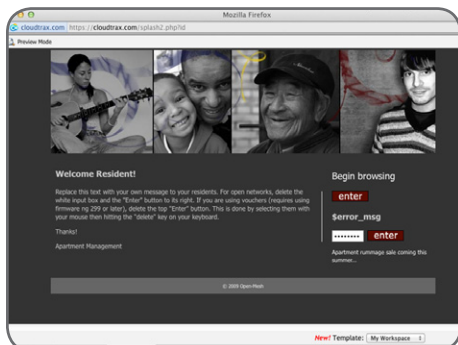 Mozilla Firefox
cloudtrax.com https://cloudtrax.com/splash2.php?id
Preview Mode
Welcome Resident!
Replace this text with your own message to your residents. For open networks, delete the
white input box and the "Enter" button to its right. If you are using vouchers (requires using
firmware ng 299 or later), delete the top "Enter" button. This is done by selecting them with
your mouse then hitting the "delete" key on your keyboard.
Thanks!
Apartment Management
Begin browsing
enter
$error_msg
•••••••• enter
Apartment rummage sale coming this
summer...
© 2009 Open-Mesh
New! Template: My Workspace